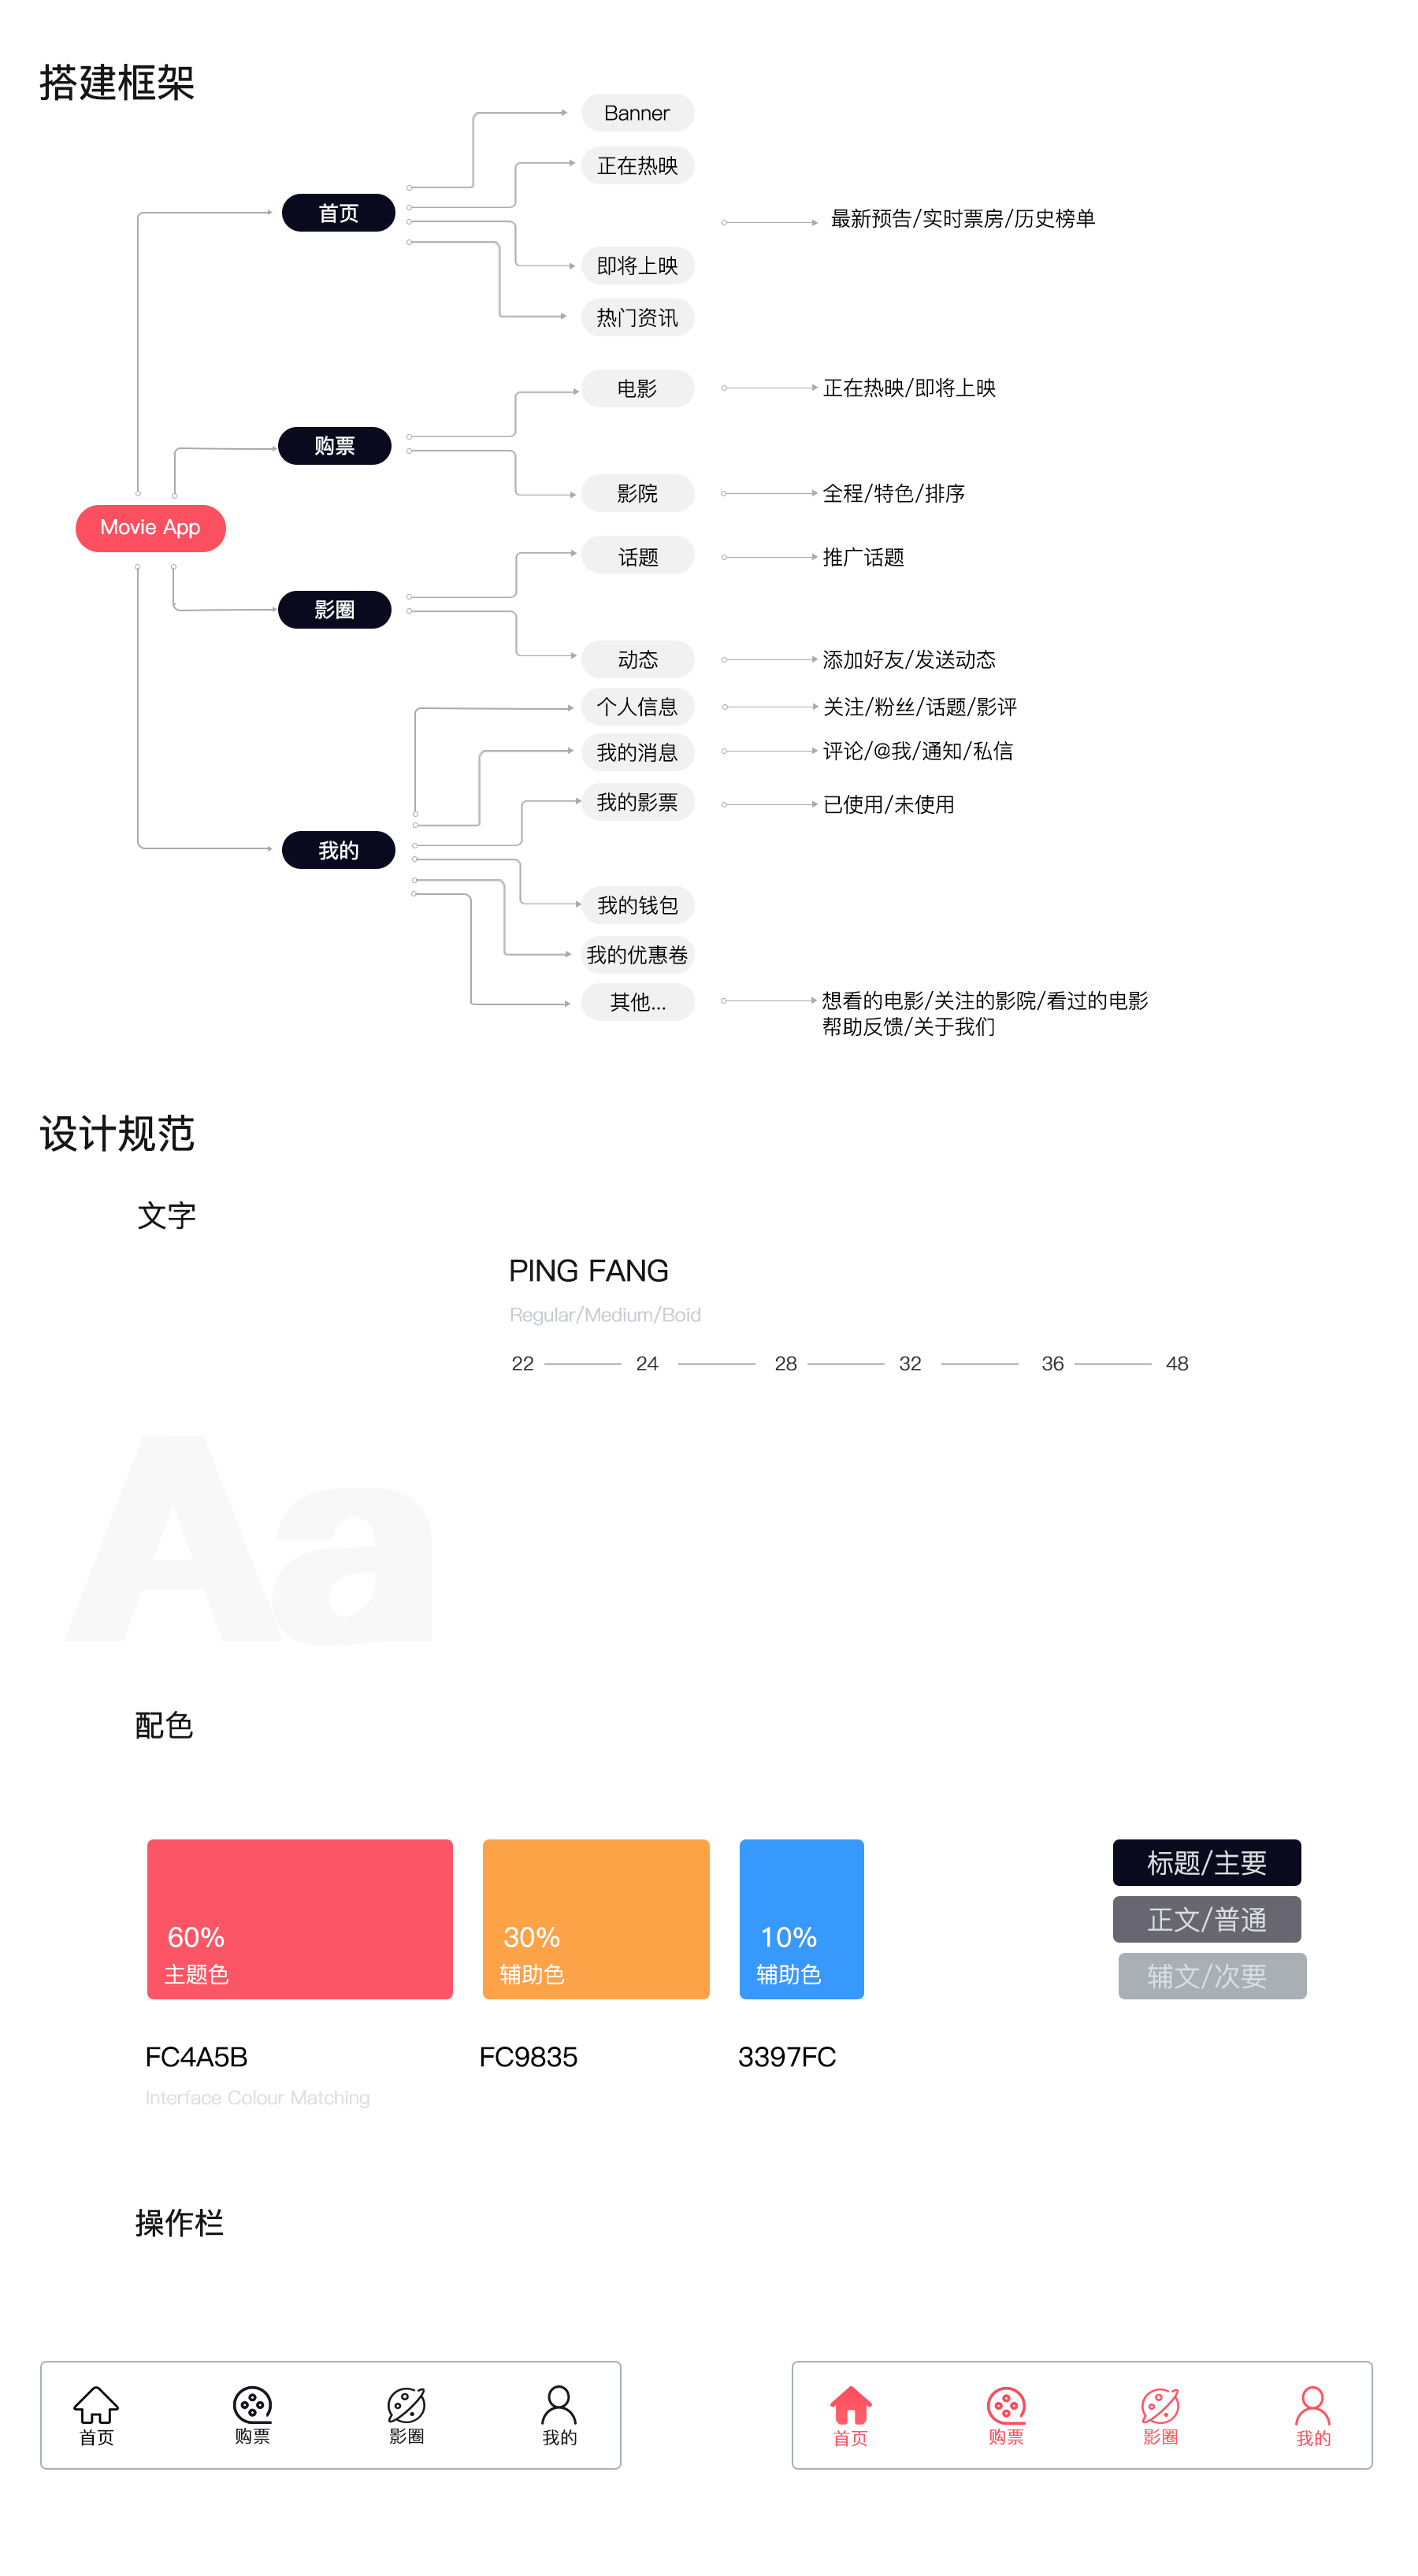 搭建框架
Movie App
首页
Banner
正在热映
即将上映
热门资讯
最新预告/实时票房/历史榜单
购票
电影
正在热映/即将上映
影院
全程/特色/排序
影圈
话题
推广话题
动态
添加好友/发送动态
我的
个人信息
关注/粉丝/话题/影评
我的消息
评论/@我/通知/私信
我的影票
已使用/未使用
我的钱包
我的优惠卷
其他...
想看的电影/关注的影院/看过的电影
帮助反馈/关于我们
设计规范
文字
PING FANG
Regular/Medium/Boid
22 24 28 32 36 48
Aa
配色
60%
主题色
30%
辅助色
10%
辅助色
标题/主要
正文/普通
辅文/次要
FC4A5B FC9835 3397FC
Interface Colour Matching
操作栏
首页 购票 影圈 我的
首页 购票 影圈 我的